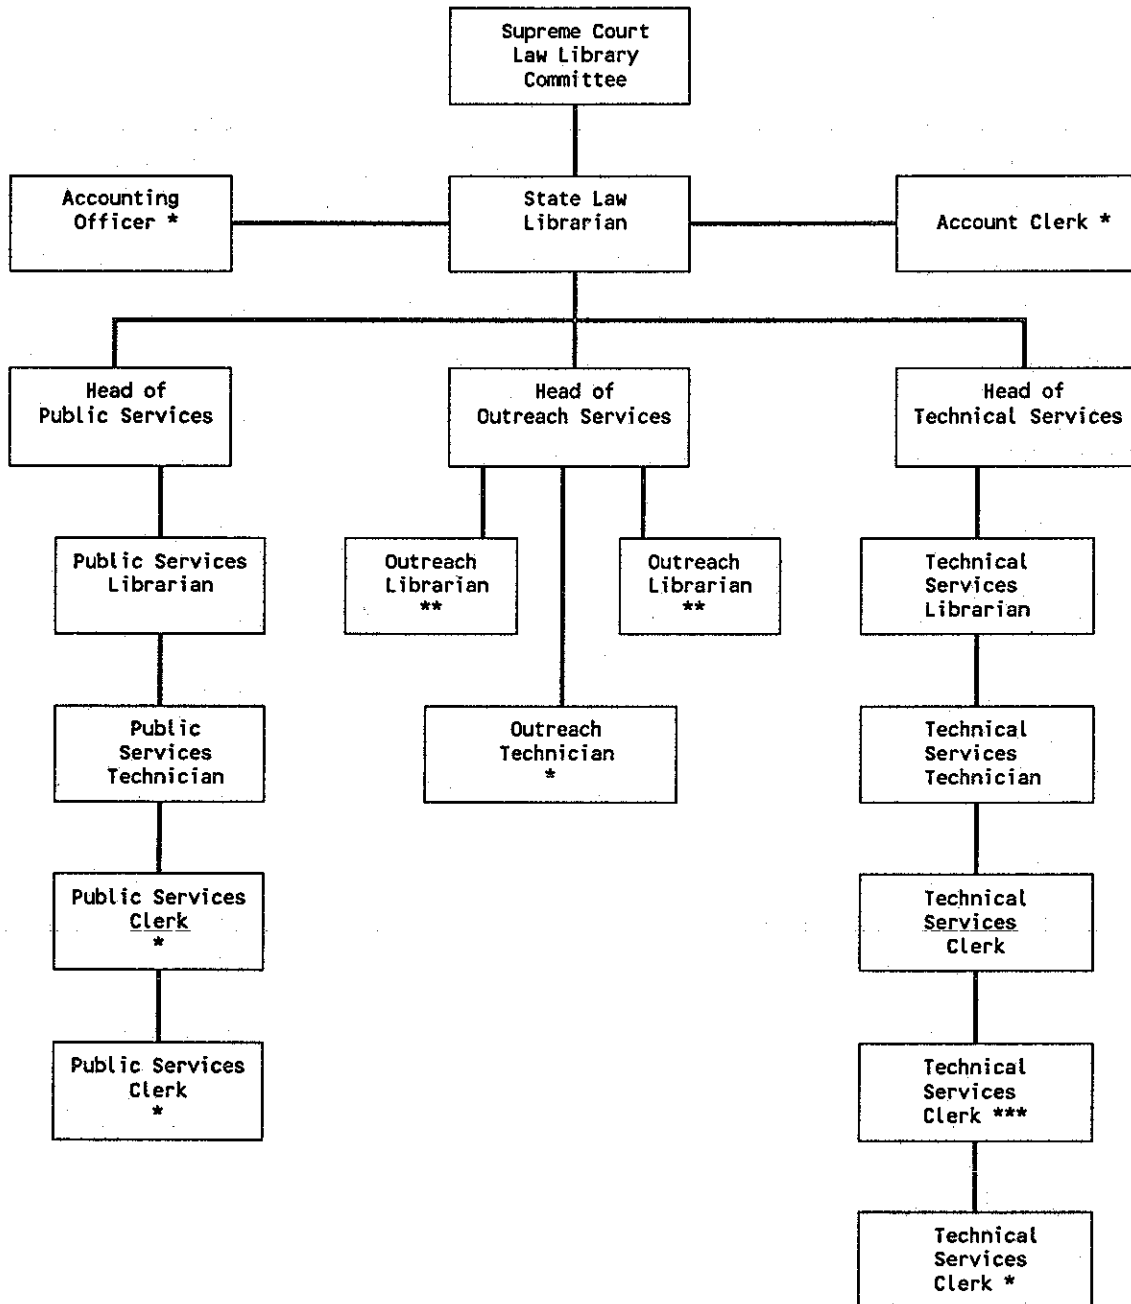 Supreme Court
Law Library
Committee
Accounting
Officer *
State Law
Librarian
Account Clerk *
Head of
Public Services
Head of
Outreach Services
Head of
Technical Services
Public Services
Librarian
Outreach
Librarian
**
Outreach
Librarian
**
Technical
Services
Librarian
Public
Services
Technician
Outreach
Technician
*
Technical
Services
Technician
Public Services
Clerk
*
Technical
Services
Clerk
Public Services
Clerk
*
Technical
Services
Clerk ***
Technical
Services
Clerk *